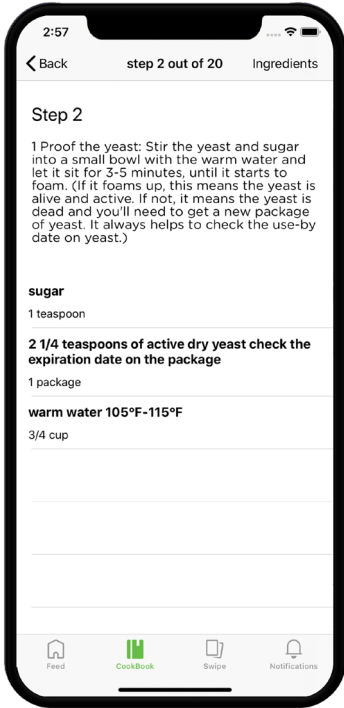 2:57
Back
step 2 out of 20
Ingredients
Step 2
1 Proof the yeast: Stir the yeast and sugar
into a small bowl with the warm water and
let it sit for 3-5 minutes, until it starts to
foam. (If it foams up, this means the yeast is
alive and active. If not, it means the yeast is
dead and you'll need to get a new package
of yeast. It always helps to check the use-by
date on yeast.)
sugar
1 teaspoon
2 1/4 teaspoons of active dry yeast check the
expiration date on the package
1 package
warm water 105°F-115°F
3/4 cup
Feed
CookBook
Swipe
Notifications